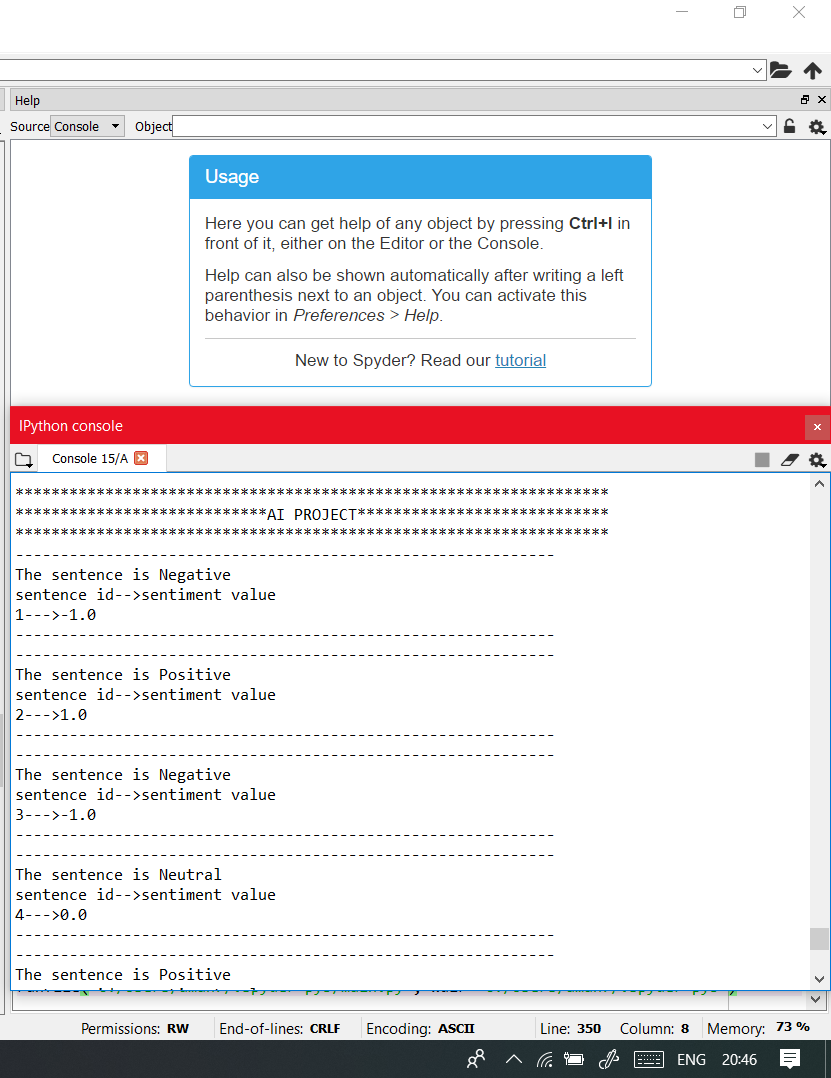 Help
Source Console Object
Usage
Here you can get help of any object by pressing Ctrl+I in
front of it, either on the Editor or the Console.
Help can also be shown automatically after writing a left
parenthesis next to an object. You can activate this
behavior in Preferences > Help.
New to Spyder? Read our tutorial
IPython console
Console 15/A
******************************************************************
****************************AI PROJECT****************************
******************************************************************
------------------------------------------------------------
The sentence is Negative
sentence id-->sentiment value
1--->-1.0
------------------------------------------------------------
------------------------------------------------------------
The sentence is Positive
sentence id-->sentiment value
2--->1.0
------------------------------------------------------------
------------------------------------------------------------
The sentence is Negative
sentence id-->sentiment value
3--->-1.0
------------------------------------------------------------
------------------------------------------------------------
The sentence is Neutral
sentence id-->sentiment value
4--->0.0
------------------------------------------------------------
------------------------------------------------------------
The sentence is Positive
Permissions: RW End-of-lines: CRLF Encoding: ASCII Line: 350 Column: 8 Memory: 73 %
ENG 20:46